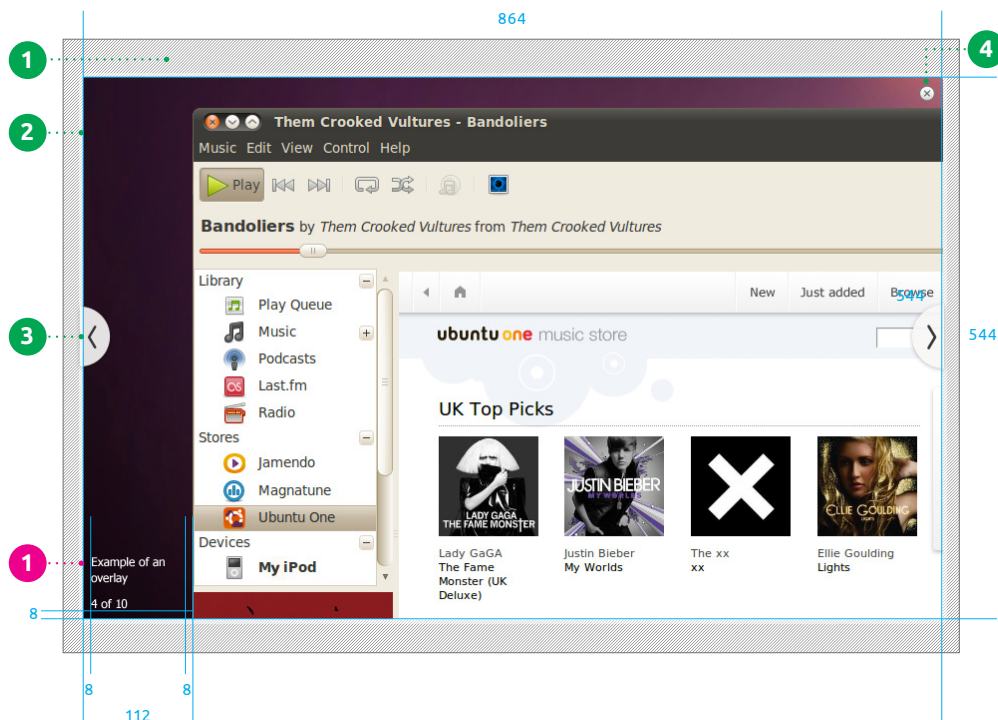 864
1
4
2
Them Crooked Vultures - Bandoliers
Music Edit View Control Help
Play
Bandoliers by Them Crooked Vultures from Them Crooked Vultures
Library
Play Queue
Music
Podcasts
Last.fm
Radio
Stores
Jamendo
Magnatune
Ubuntu One
Devices
My iPod
New Just added Browse
544
544
3
ubuntu one music store
UK Top Picks
LADY GAGA
THE FAME MONSTER
JUSTIN BIEBER
MY WORLDS
ELLIE GOULDING
LIGHTS
Lady GaGA
The Fame
Monster (UK
Deluxe)
Justin Bieber
My Worlds
The xx
xx
Ellie Goulding
Lights
1
Example of an
overlay
4 of 10
8
8
8
112